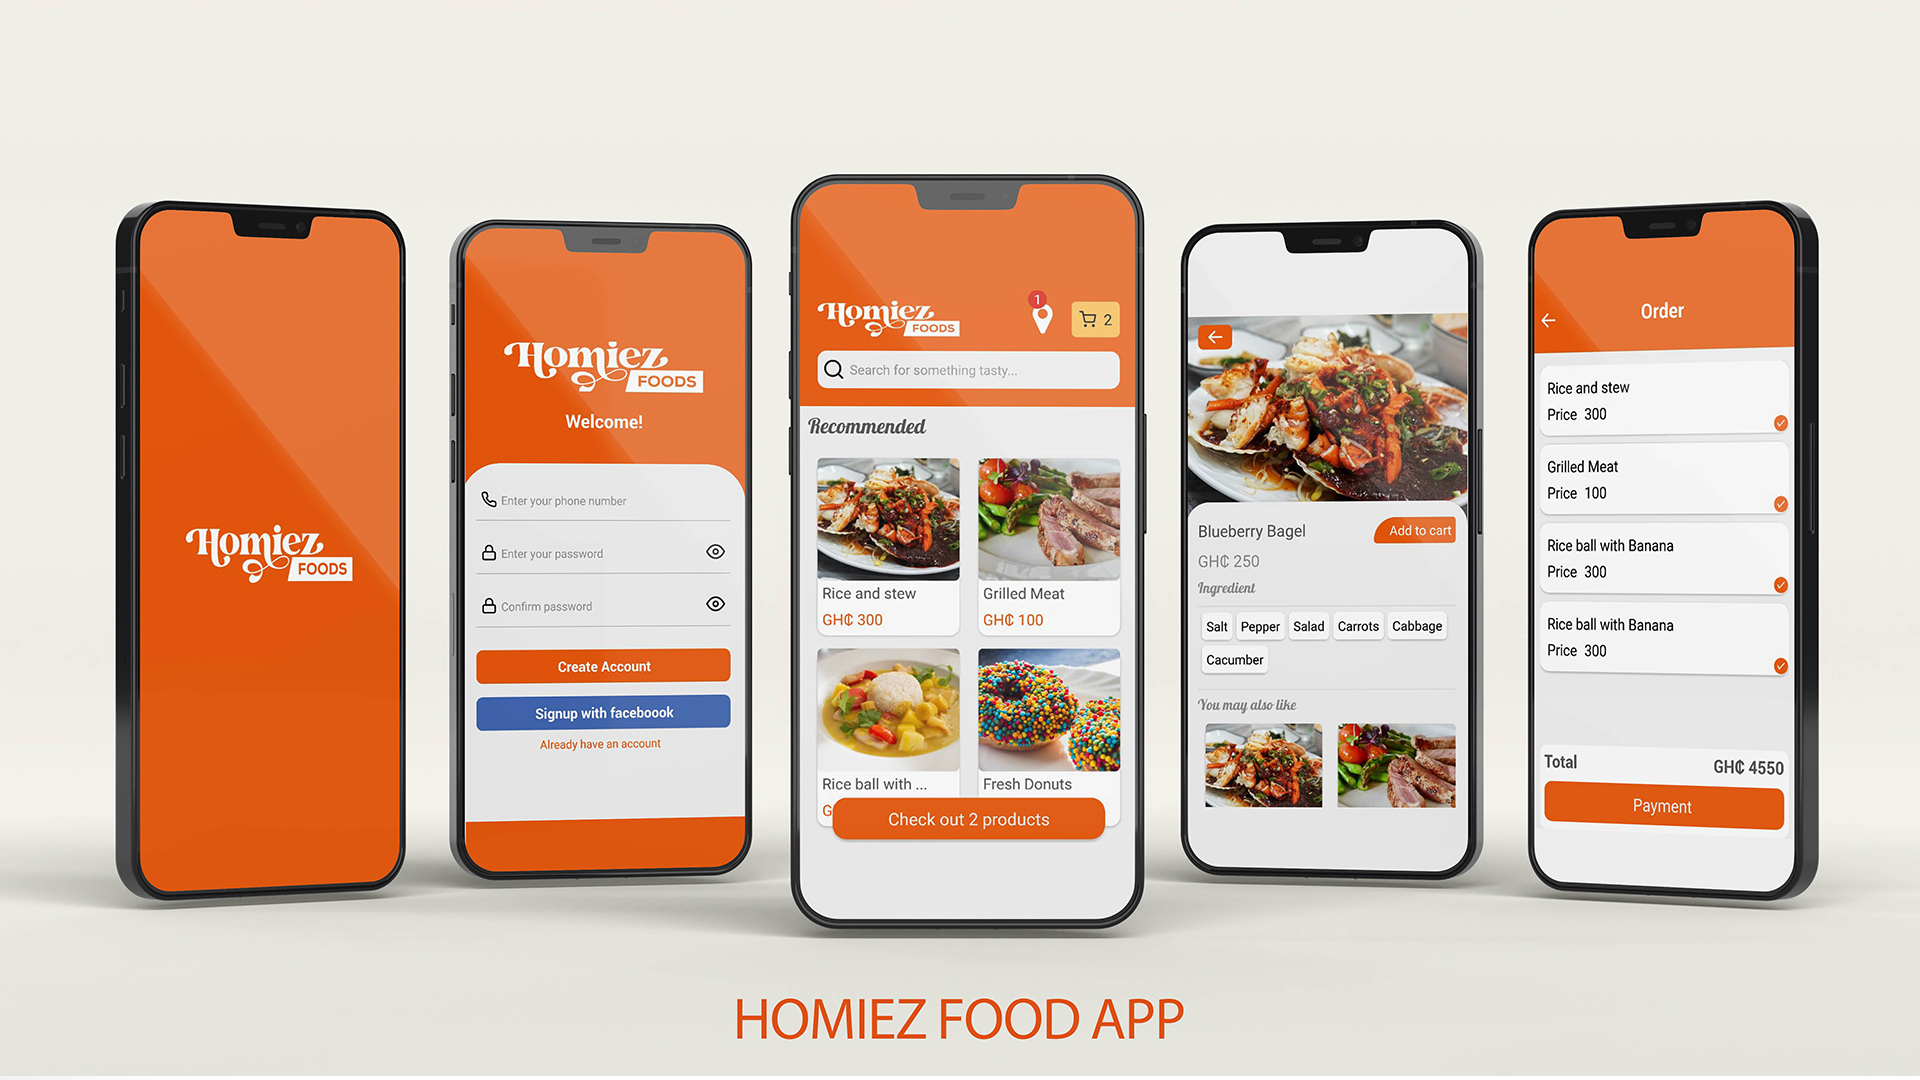 Homiez
FOODS
Homiez
FOODS
Welcome!
Enter your phone number
Enter your password
Confirm password
Create Account
Signup with faceboook
Already have an account
1
Homiez
FOODS
2
Search for something tasty...
Recommended
Rice and stew
GH₵ 300
Grilled Meat
GH₵ 100
Rice ball with ...
G
Fresh Donuts
Check out 2 products
Blueberry Bagel
Add to cart
GH₵ 250
Ingredient
Salt Pepper Salad Carrots Cabbage
Cacumber
You may also like
Order
Rice and stew
Price 300
Grilled Meat
Price 100
Rice ball with Banana
Price 300
Rice ball with Banana
Price 300
Total GH₵ 4550
Payment
HOMIEZ FOOD APP